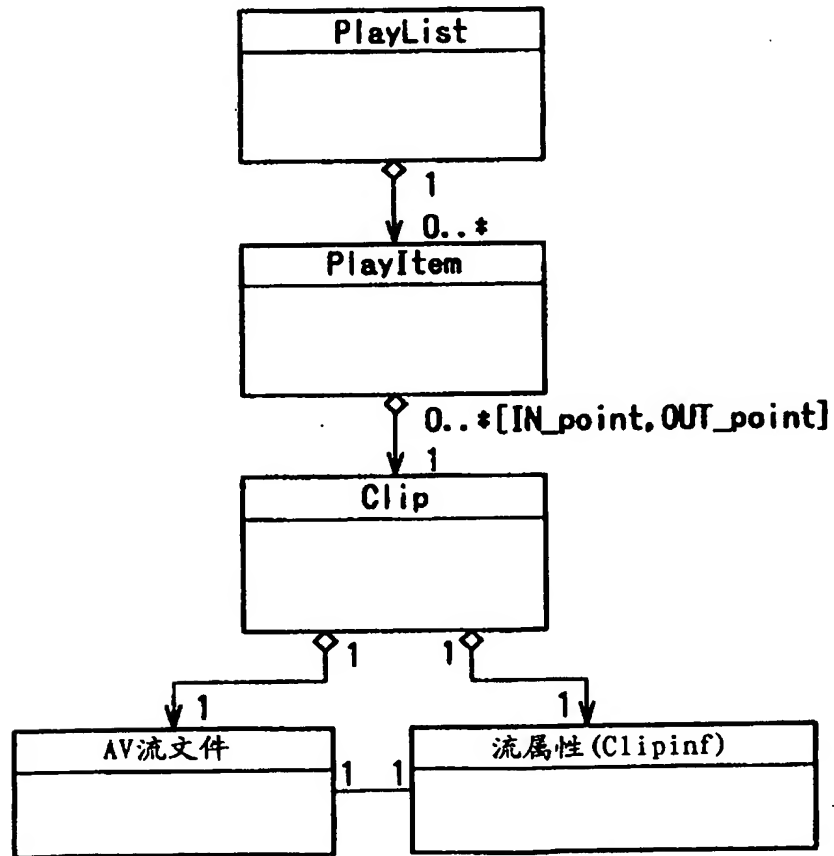 PlayList
1
0..*
PlayItem
0..*[IN_point,OUT_point]
1
Clip
1
1
1
1
AV流文件
流属性(Clipinf)
1
1